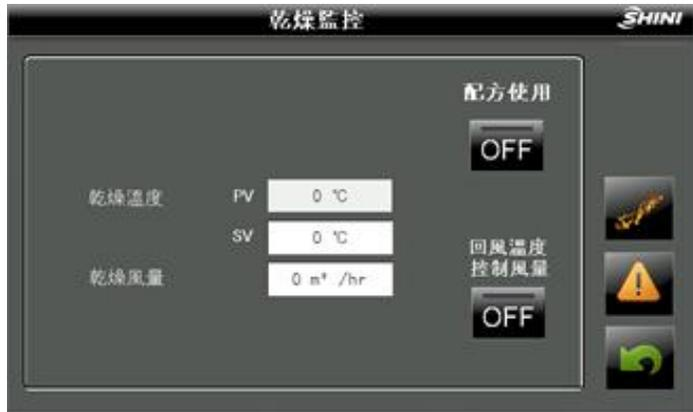 乾燥監控
SHINI
配方使用
OFF
乾燥溫度 PV 0 ℃
SV 0 ℃
回風溫度
控制風量
乾燥風量 0 m³ /hr
OFF